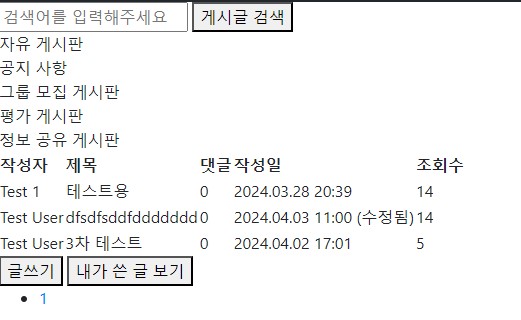 검색어를 입력해주세요 게시글 검색
자유 게시판
공지 사항
그룹 모집 게시판
평가 게시판
정보 공유 게시판
작성자 제목 댓글 작성일 조회수
Test 1 테스트용 0 2024.03.28 20:39 14
Test User dfsdfsddfddddddd 0 2024.04.03 11:00 (수정됨) 14
Test User 3차 테스트 0 2024.04.02 17:01 5
글쓰기 내가 쓴 글 보기
1